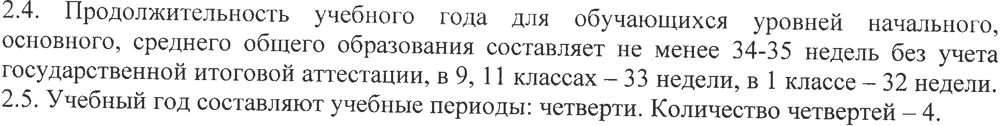 2.4. Продолжительность учебного года для обучающихся уровней начального,
основного, среднего общего образования составляет не менее 34-35 недель без учета
государственной итоговой аттестации, в 9, 11 классах – 33 недели, в 1 классе – 32 недели.
2.5. Учебный год составляют учебные периоды: четверти. Количество четвертей – 4.